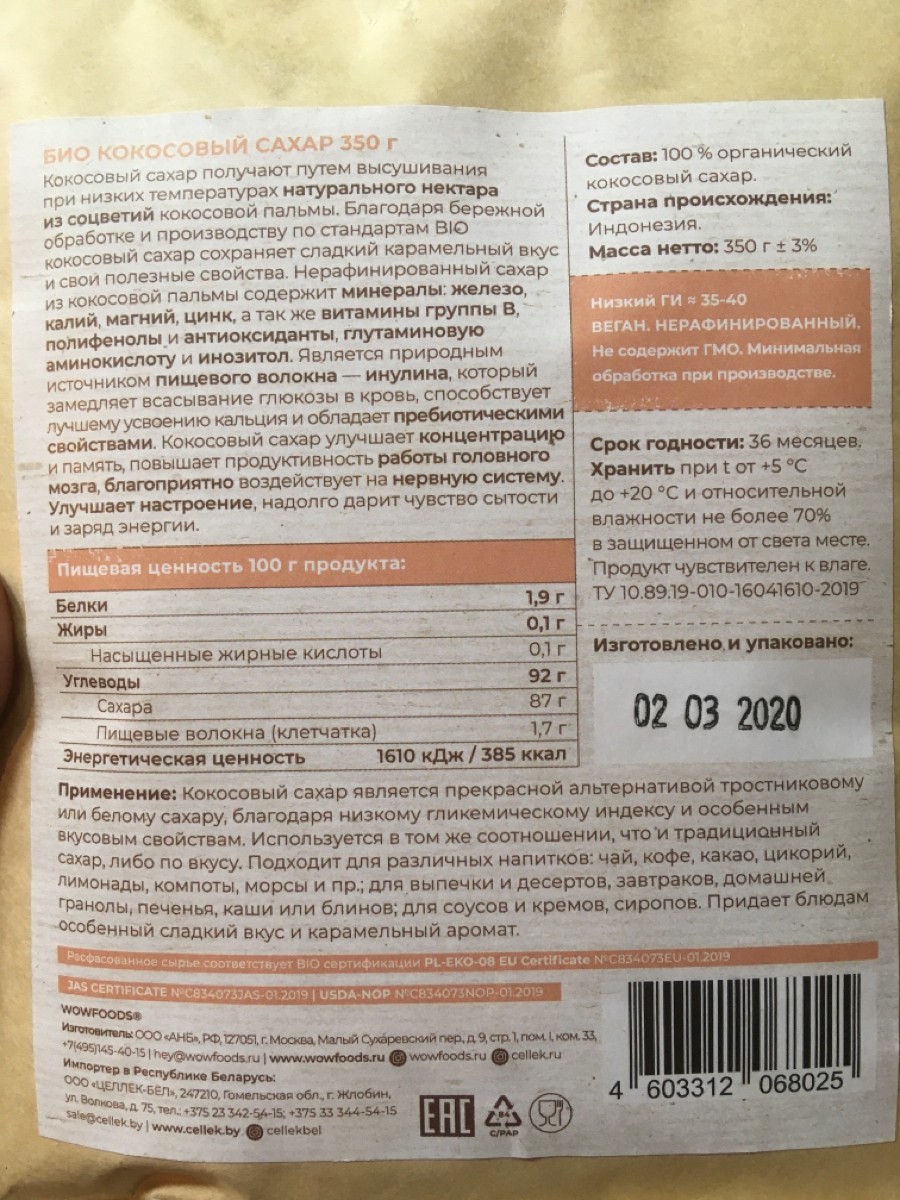 БИО КОКОСОВЫЙ САХАР 350 г
Кокосовый сахар получают путем высушивания
при низких температурах натурального нектара
из соцветий кокосовой пальмы. Благодаря бережной
обработке и производству по стандартам BIO
кокосовый сахар сохраняет сладкий карамельный вкус
и свои полезные свойства. Нерафинированный сахар
из кокосовой пальмы содержит минералы: железо,
калий, магний, цинк, а так же витамины группы В,
полифенолы и антиоксиданты, глутаминовую
аминокислоту и инозитол. Является природным
источником пищевого волокна — инулина, который
замедляет всасывание глюкозы в кровь, способствует
лучшему усвоению кальция и обладает пребиотическими
свойствами. Кокосовый сахар улучшает концентрацию
и память, повышает продуктивность работы головного
мозга, благоприятно воздействует на нервную систему.
Улучшает настроение, надолго дарит чувство сытости
и заряд энергии.
Пищевая ценность 100 г продукта:
Белки 1,9 г
Жиры 0,1 г
Насыщенные жирные кислоты 0,1 г
Углеводы 92 г
Сахара 87 г
Пищевые волокна (клетчатка) 1,7 г
Энергетическая ценность 1610 кДж / 385 ккал
Состав: 100 % органический
кокосовый сахар.
Страна происхождения:
Индонезия.
Масса нетто: 350 г ± 3%
Низкий ГИ ≈ 35-40
ВЕГАН. НЕРАФИНИРОВАННЫЙ.
Не содержит ГМО. Минимальная
обработка при производстве.
Срок годности: 36 месяцев.
Хранить при t от +5 °C
до +20 °C и относительной
влажности не более 70%
в защищенном от света месте.
Продукт чувствителен к влаге.
ТУ 10.89.19-010-16041610-2019
Изготовлено и упаковано:
02 03 2020
Применение: Кокосовый сахар является прекрасной альтернативой тростниковому
или белому сахару, благодаря низкому гликемическому индексу и особенным
вкусовым свойствам. Используется в том же соотношении, что и традиционный
сахар, либо по вкусу. Подходит для различных напитков: чай, кофе, какао, цикорий,
лимонады, компоты, морсы и пр.; для выпечки и десертов, завтраков, домашней
гранолы, печенья, каши или блинов; для соусов и кремов, сиропов. Придает блюдам
особенный сладкий вкус и карамельный аромат.
Расфасованное сырье соответствует BIO сертификации PL-EKO-08 EU Certificate №C834073EU-01.2019
JAS CERTIFICATE №C834073JAS-01.2019 | USDA-NOP №C834073NOP-01.2019
WOWFOODS®
Изготовитель: ООО «АНБ», РФ, 127051, г. Москва, Малый Сухаревский пер., д. 9, стр. 1, пом. I, ком. 33,
+7(495)145-40-15 | hey@wowfoods.ru | www.wowfoods.ru wowfoods.ru cellek.ru
Импортер в Республике Беларусь:
ООО «ЦЕЛЛЕК-БЕЛ», 247210, Гомельская обл., г. Жлобин,
ул. Волкова, д. 75, тел.: +375 23 342-54-15; +375 33 344-54-15
sale@cellek.by | www.cellek.by cellekbel
EAC
84
C/PAP
4 603312 068025